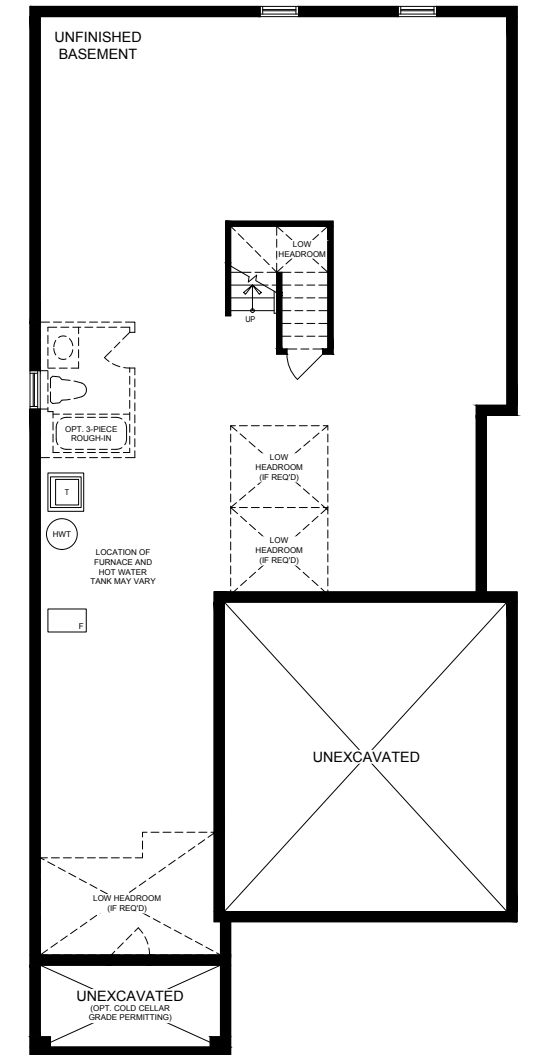 UNFINISHED
BASEMENT
LOW
HEADROOM
UP
OPT. 3-PIECE
ROUGH-IN
LOW
HEADROOM
(IF REQ'D)
T
HWT
LOW
HEADROOM
(IF REQ'D)
LOCATION OF
FURNACE AND
HOT WATER
TANK MAY VARY
F
UNEXCAVATED
LOW HEADROOM
(IF REQ'D)
UNEXCAVATED
(OPT. COLD CELLAR
GRADE PERMITTING)